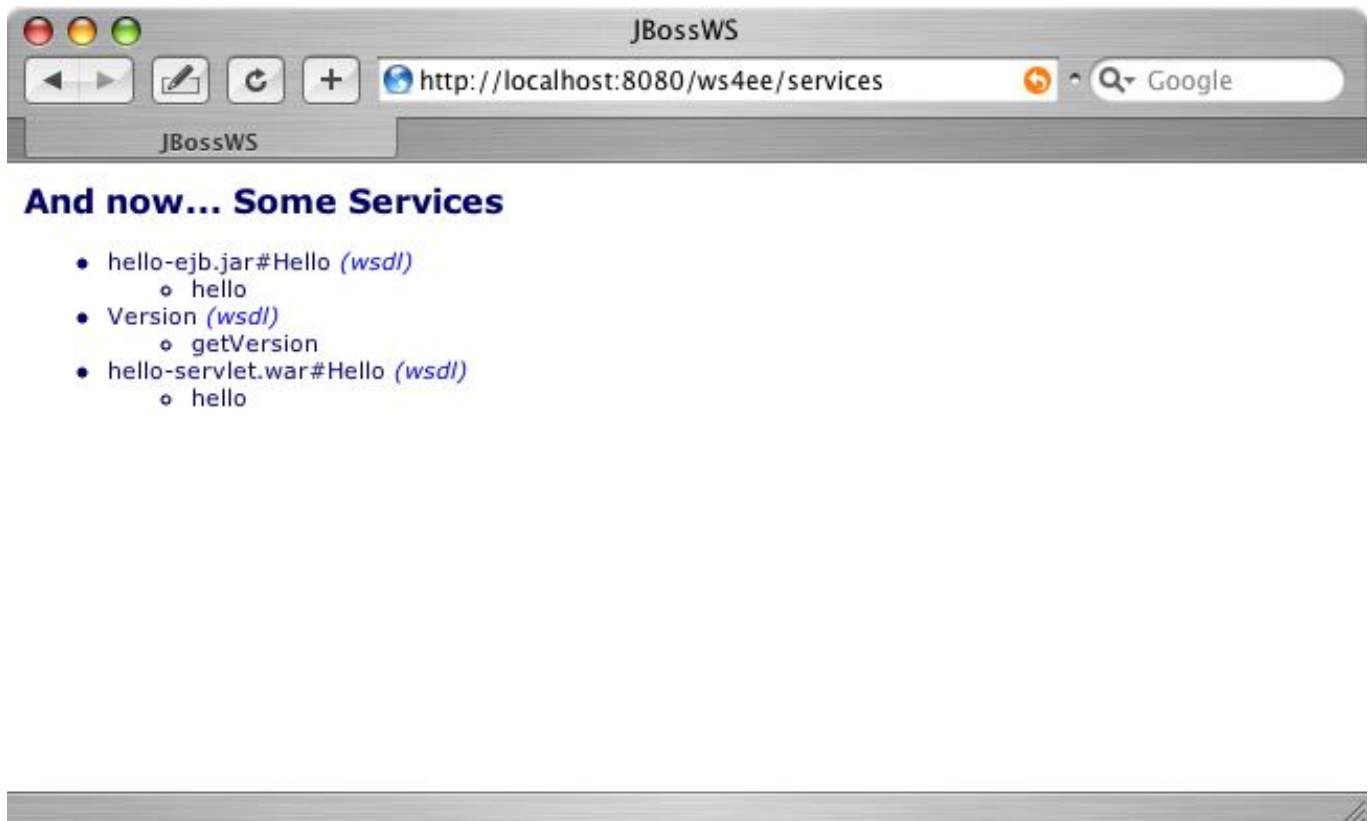 JBossWS
http://localhost:8080/ws4ee/services
Google
JBossWS
And now... Some Services
hello-ejb.jar#Hello (wsdl)
hello
Version (wsdl)
getVersion
hello-servlet.war#Hello (wsdl)
hello